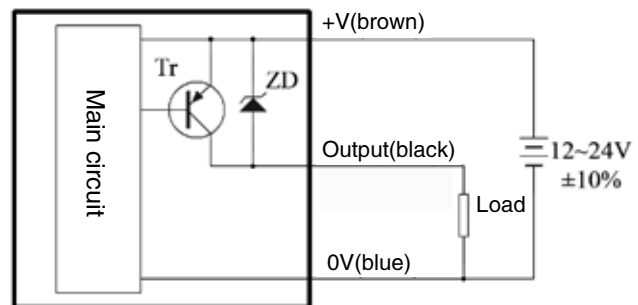 +V(brown)
Tr
ZD
Main circuit
Output(black)
12~24V
±10%
Load
0V(blue)